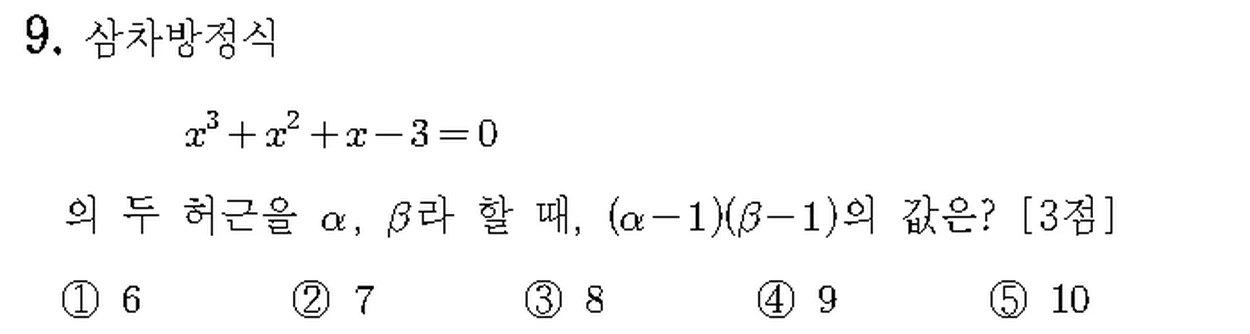 9. 삼차방정식
x³+x²+x-3=0
의 두 허근을 α, β라 할 때, (α-1)(β-1)의 값은? [3점]
① 6 ② 7 ③ 8 ④ 9 ⑤ 10